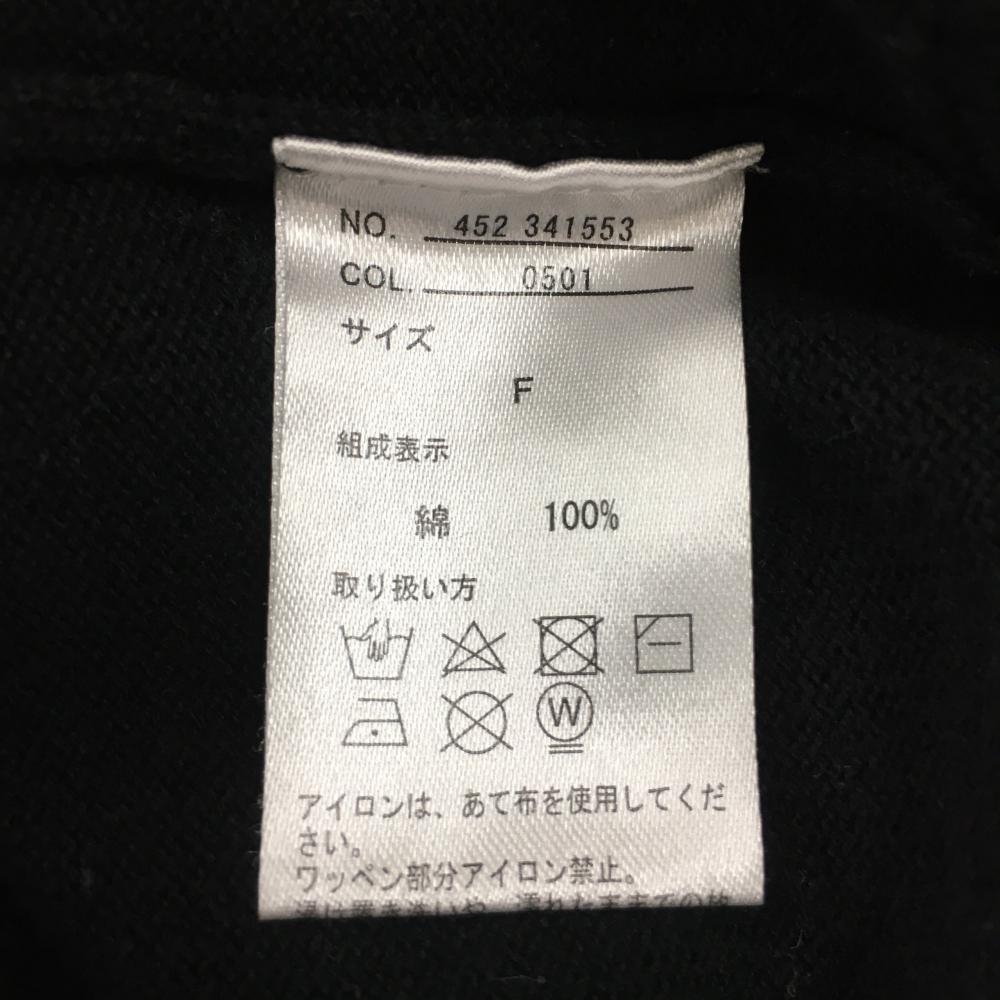 NO. 452 341553
COL. 0501
サイズ
F
組成表示
綿 100%
取り扱い方
W
アイロンは、あて布を使用してくだ
さい。
ワッペン部分アイロン禁止。